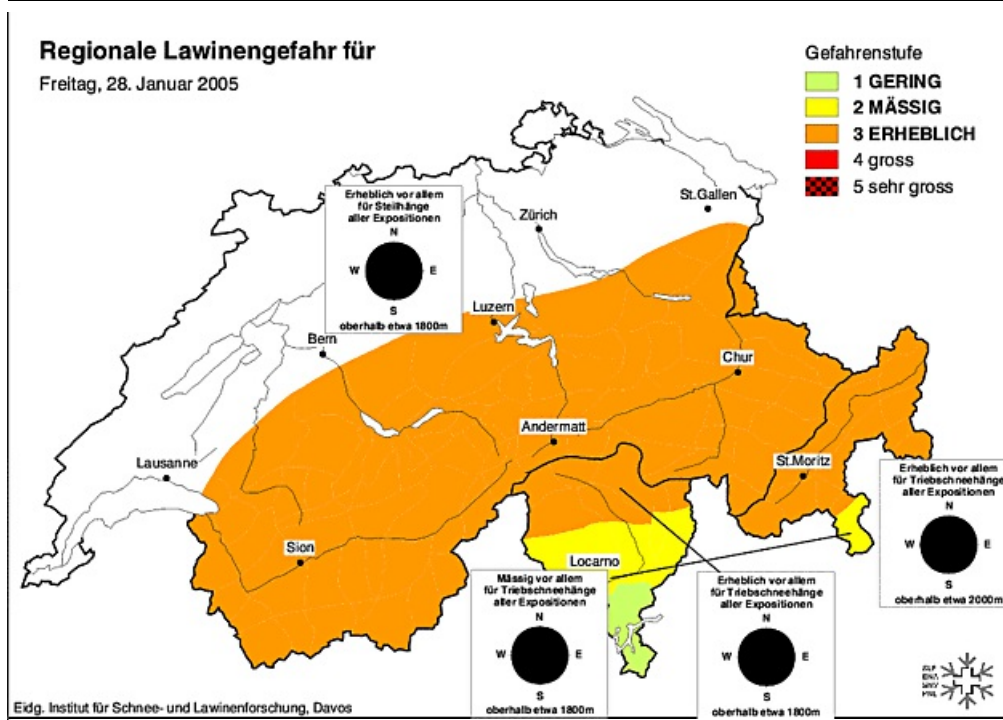 Regionale Lawinengefahr für
Freitag, 28. Januar 2005
Gefahrenstufe
1 GERING
2 MÄSSIG
3 ERHEBLICH
4 gross
5 sehr gross
Erheblich vor allem
für Steilhänge
aller Expositionen
N
W E
S
oberhalb etwa 1800m
St.Gallen
Zürich
Luzern
Bern
Chur
Andermatt
Lausanne
St.Moritz
Sion
Locarno
Erheblich vor allem
für Triebschneehänge
aller Expositionen
N
W E
S
oberhalb etwa 2000m
Mässig vor allem
für Triebschneehänge
aller Expositionen
N
W E
S
oberhalb etwa 1800m
Erheblich vor allem
für Triebschneehänge
aller Expositionen
N
W E
S
oberhalb etwa 1800m
SLF
ENA
SNV
FNL
Eidg. Institut für Schnee- und Lawinenforschung, Davos